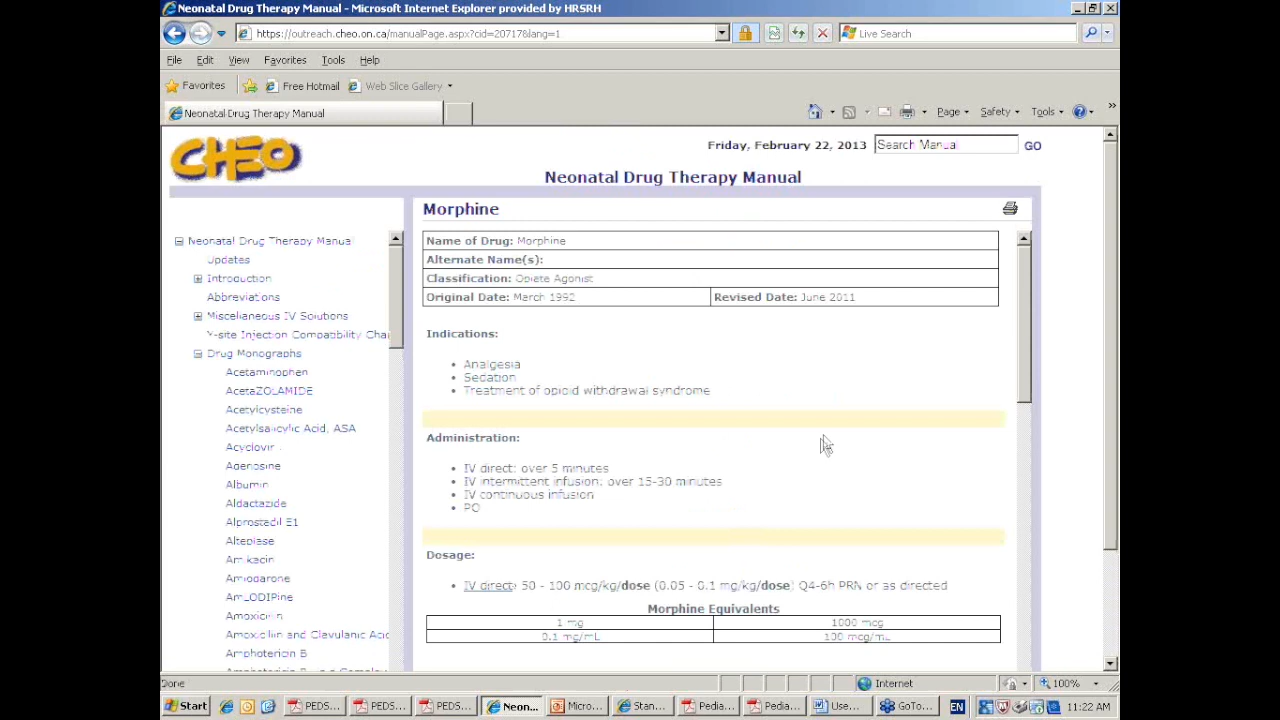 Neonatal Drug Therapy Manual - Microsoft Internet Explorer provided by HRSRH
https://outreach.cheo.on.ca/manualPage.aspx?cid=20717&lang=1
Live Search
File Edit View Favorites Tools Help
Favorites Free Hotmail Web Slice Gallery
Neonatal Drug Therapy Manual
Page Safety Tools
CHEO
Friday, February 22, 2013 Search Manual GO
Neonatal Drug Therapy Manual
Neonatal Drug Therapy Manual
Updates
Introduction
Abbreviations
Miscellaneous IV Solutions
Y-site Injection Compatibility Cha
Drug Monographs
Acetaminophen
AcetaZOLAMIDE
Acetylcysteine
Acetylsalicylic Acid, ASA
Acyclovir
Adenosine
Albumin
Aldactazide
Alprostadil E1
Alteplase
Amikacin
Amiodarone
AmLODIPine
Amoxicillin
Amoxicillin and Clavulanic Acid
Amphotericin B
Morphine
Name of Drug: Morphine
Alternate Name(s):
Classification: Opiate Agonist
Original Date: March 1992 Revised Date: June 2011
Indications:
• Analgesia
• Sedation
• Treatment of opioid withdrawal syndrome
Administration:
• IV direct: over 5 minutes
• IV intermittent infusion: over 15-30 minutes
• IV continuous infusion
• PO
Dosage:
• IV direct: 50 - 100 mcg/kg/dose (0.05 - 0.1 mg/kg/dose) Q4-6h PRN or as directed
Morphine Equivalents
1 mg 1000 mcg
0.1 mg/mL 100 mcg/mL
Done Internet 100%
Start PEDS... PEDS... PEDS... Neon... Micro... Stan... Pedia... Pedia... Use... GoTo... EN 11:22 AM